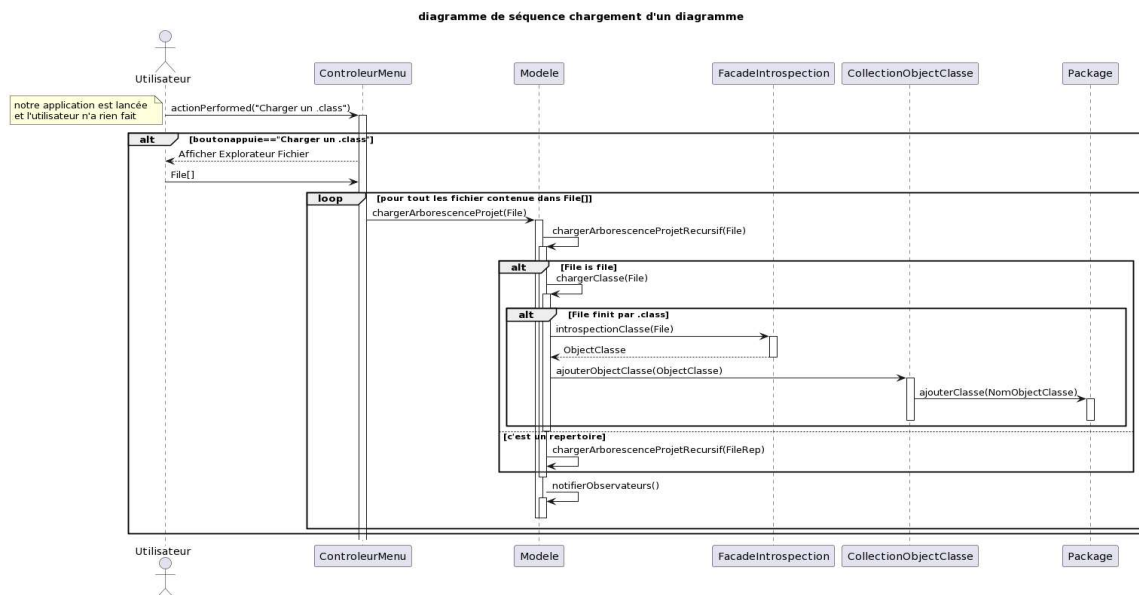 diagramme de séquence chargement d'un diagramme
Utilisateur
ControleurMenu
Modele
FacadeIntrospection
CollectionObjectClasse
Package
notre application est lancée
et l'utilisateur n'a rien fait
actionPerformed("Charger un .class")
alt
[boutonappuie=="Charger un .class"]
Afficher Explorateur Fichier
File[]
loop
[pour tout les fichier contenue dans File[]]
chargerArborescenceProjet(File)
chargerArborescenceProjetRecursif(File)
alt
[File is file]
chargerClasse(File)
alt
[File finit par .class]
introspectionClasse(File)
ObjectClasse
ajouterObjectClasse(ObjectClasse)
ajouterClasse(NomObjectClasse)
[c'est un repertoire]
chargerArborescenceProjetRecursif(FileRep)
notifierObservateurs()
Utilisateur
ControleurMenu
Modele
FacadeIntrospection
CollectionObjectClasse
Package